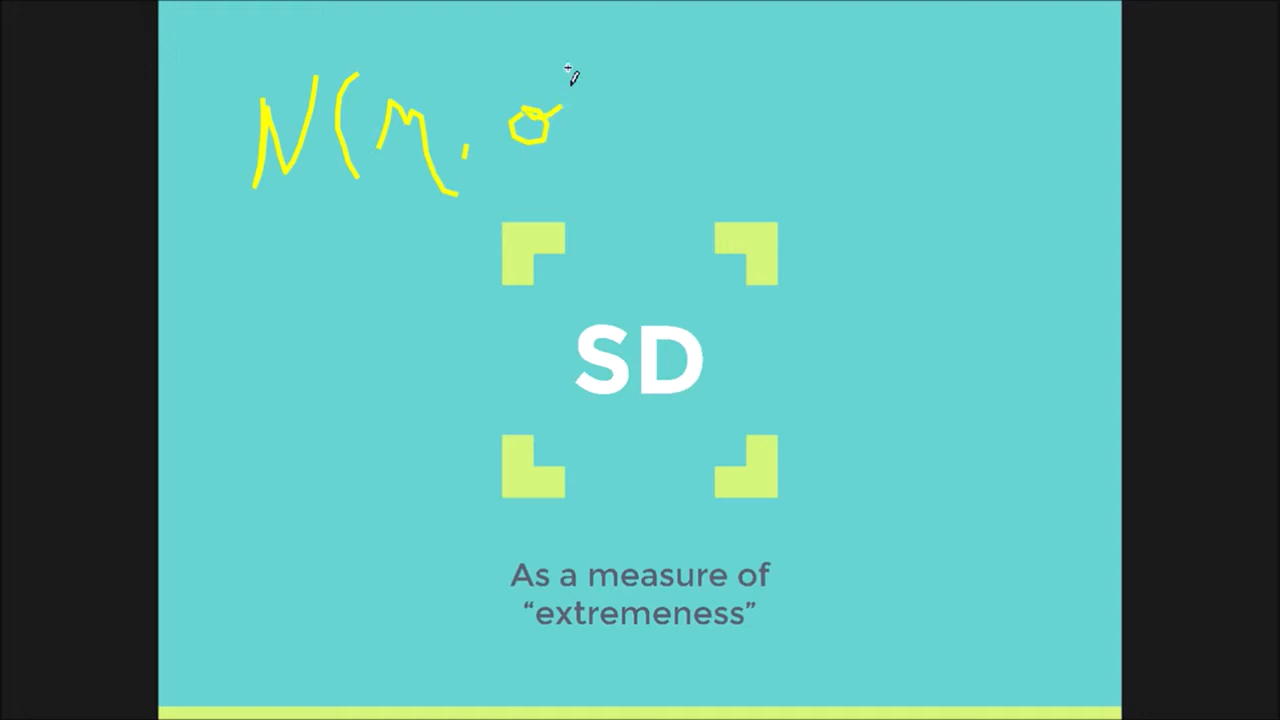 N(μ, σ
SD
As a measure of
“extremeness”